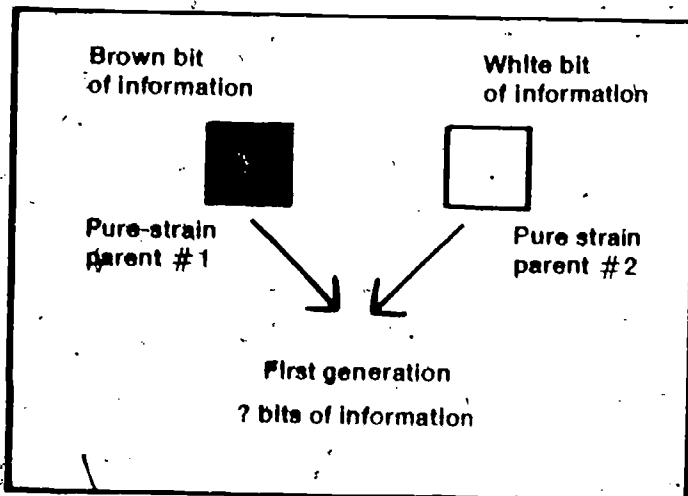 Brown bit
of information
White bit
of information
Pure-strain
parent #1
Pure strain
parent #2
First generation
? bits of information